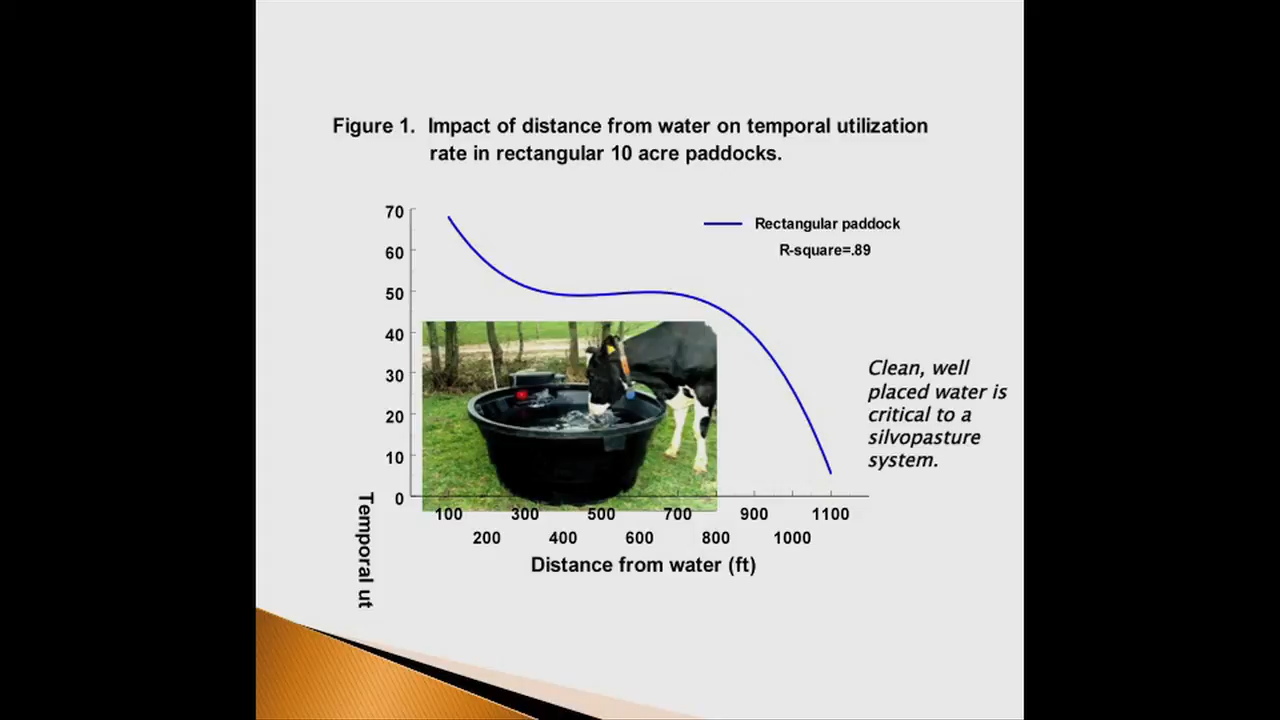 Figure 1. Impact of distance from water on temporal utilization
rate in rectangular 10 acre paddocks.
70
Rectangular paddock
R-square=.89
60
50
40
30
20
10
0
Clean, well
placed water is
critical to a
silvopasture
system.
Temporal ut
100 300 500 700 900 1100
200 400 600 800 1000
Distance from water (ft)